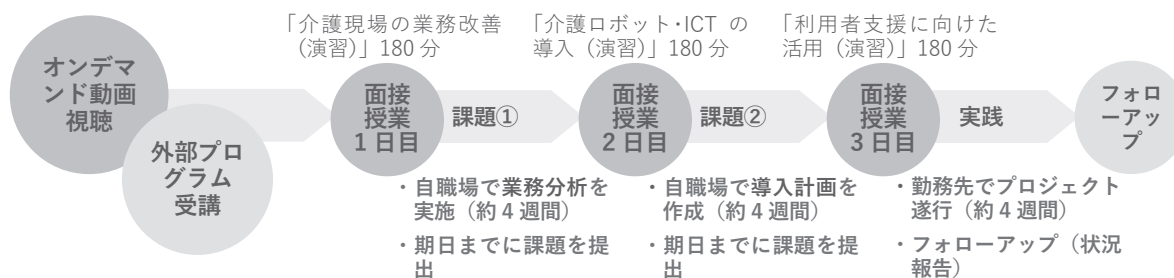 「介護現場の業務改善
（演習）」180 分
「介護ロボット・ICT の
導入（演習）」180 分
「利用者支援に向けた
活用（演習）」180 分
オンデマ
ンド動画
視聴
外部プロ
グラム
受講
面接
授業
1 日目
課題①
面接
授業
2 日目
課題②
面接
授業
3 日目
実践
フォロ
ーアッ
プ
・自職場で業務分析を
実施（約 4 週間）
・期日までに課題を提
出
・自職場で導入計画を
作成（約 4 週間）
・期日までに課題を提
出
・勤務先でプロジェクト
遂行（約 4 週間）
・フォローアップ（状況
報告）